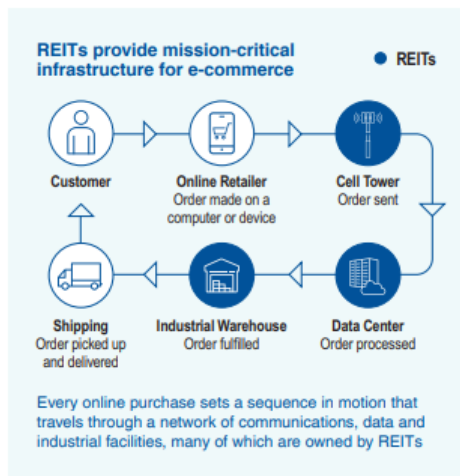 REITs provide mission-critical
infrastructure for e-commerce
REITs
Customer
Online Retailer
Order made on a
computer or device
Cell Tower
Order sent
Shipping
Order picked up
and delivered
Industrial Warehouse
Order fulfilled
Data Center
Order processed
Every online purchase sets a sequence in motion that
travels through a network of communications, data and
industrial facilities, many of which are owned by REITs